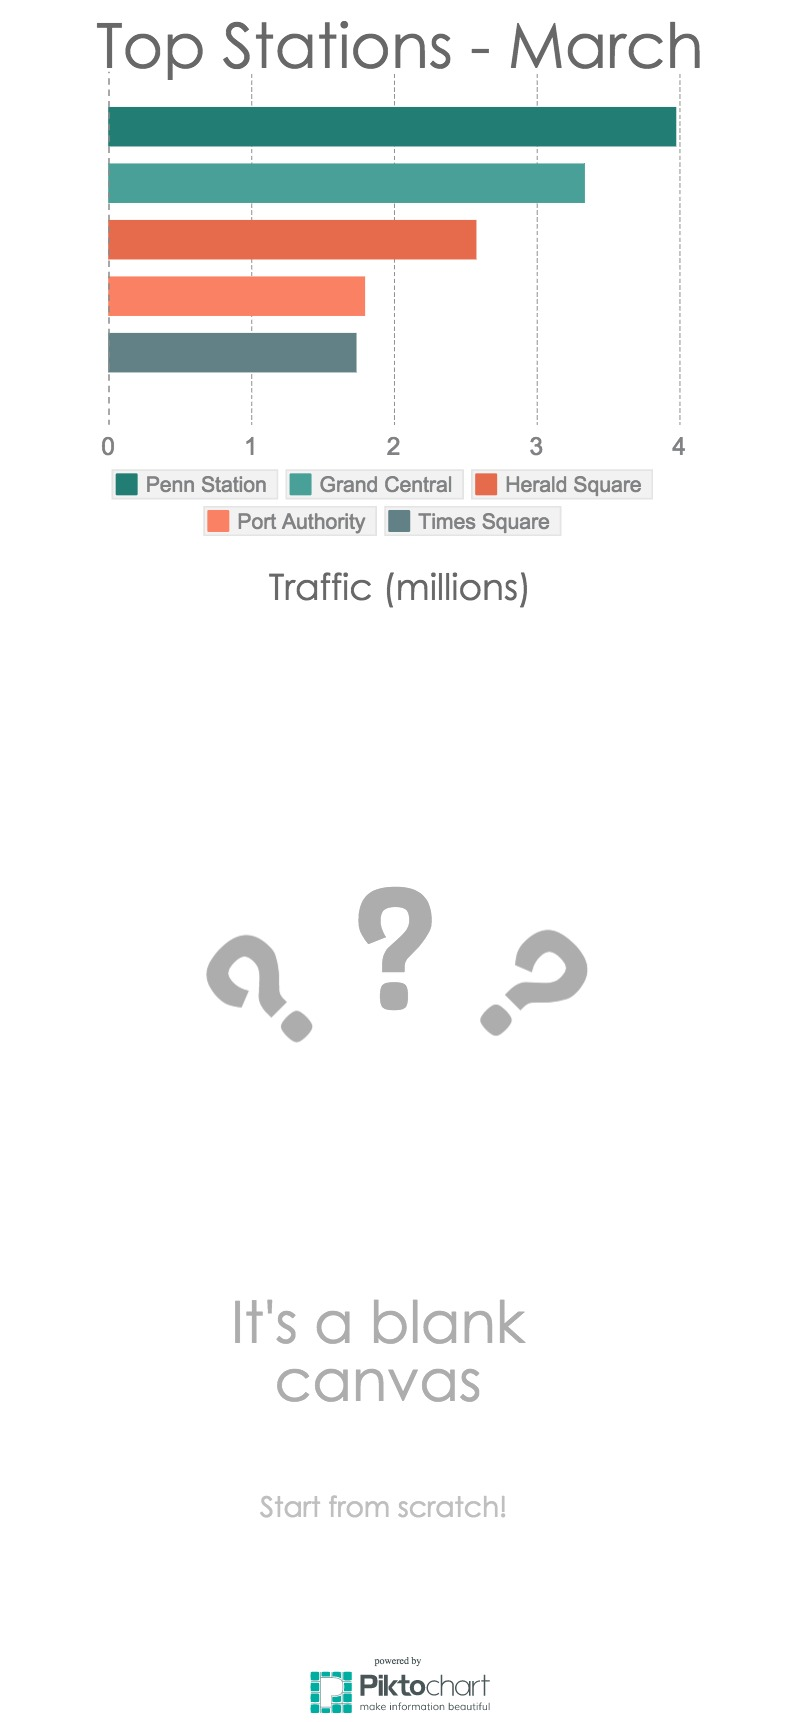 Top Stations - March
0 1 2 3 4
Penn Station Grand Central Herald Square
Port Authority Times Square
Traffic (millions)
? ? ?
It's a blank
canvas
Start from scratch!
powered by
Piktochart
make information beautiful